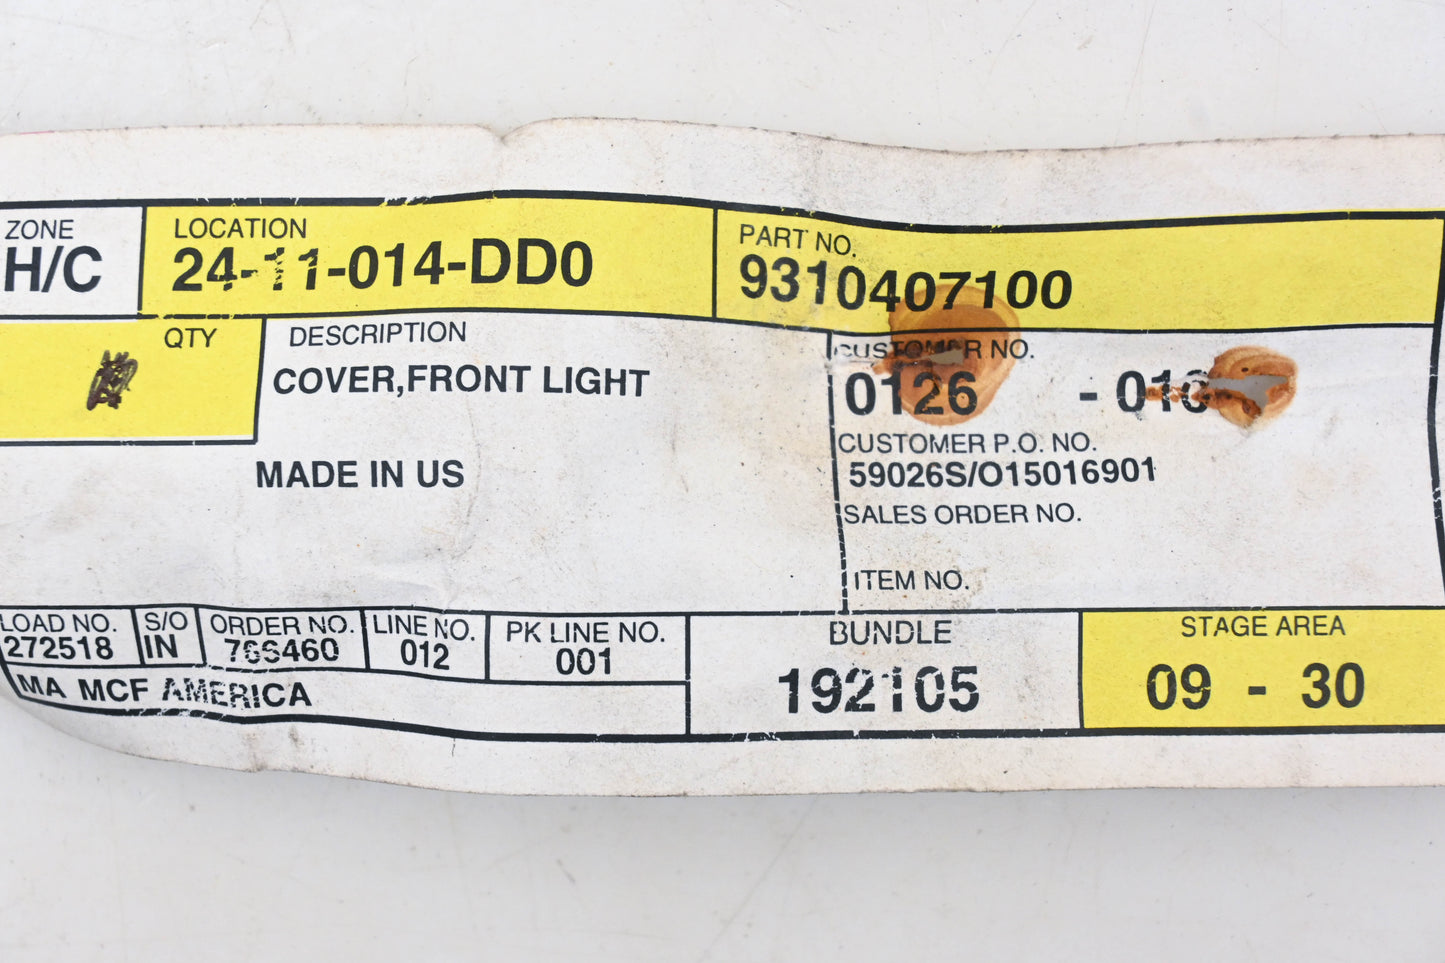 ZONE
H/C
LOCATION
24-11-014-DD0
PART NO.
9310407100
QTY
DESCRIPTION
COVER,FRONT LIGHT
MADE IN US
CUSTOMER NO.
0126 -
CUSTOMER P.O. NO.
59026S/O15016901
SALES ORDER NO.
ITEM NO.
LOAD NO.
272518
S/O
IN
ORDER NO.
LINE NO.
012
PK LINE NO.
001
MA MCF AMERICA
BUNDLE
192105
STAGE AREA
09 - 30